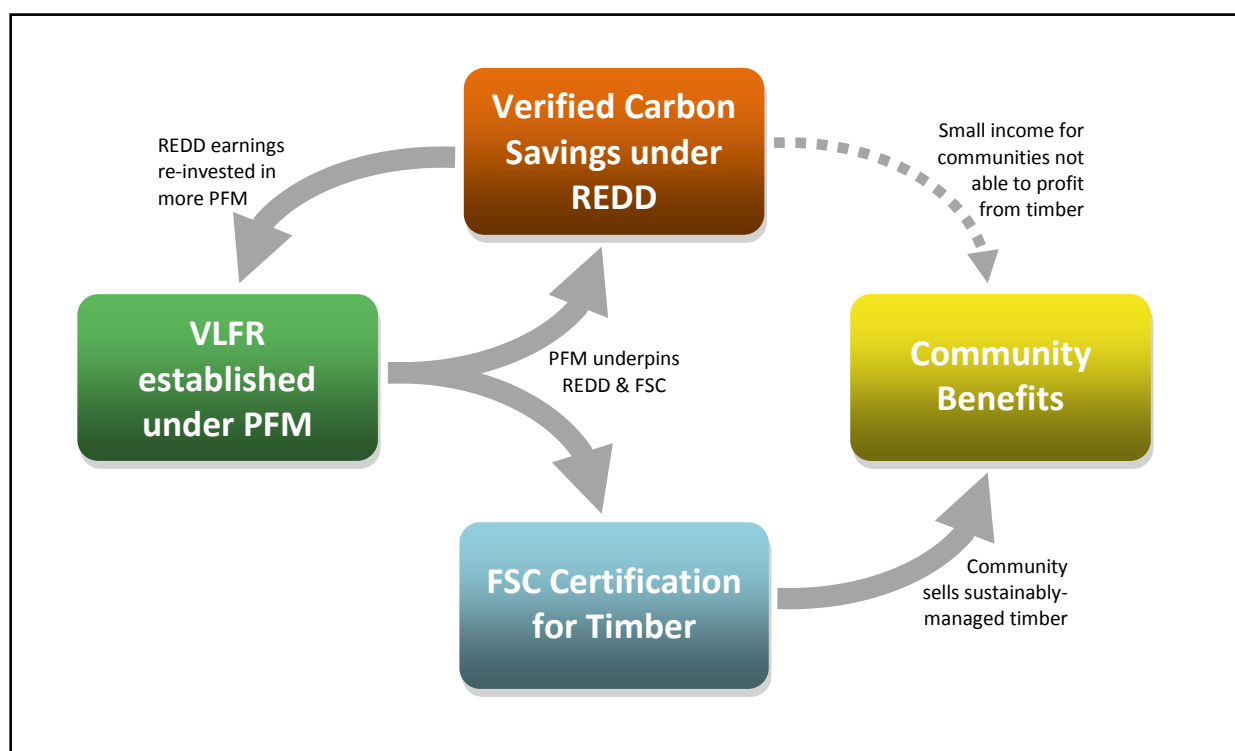 Verified Carbon
Savings under
REDD
REDD earnings
re-invested in
more PFM
Small income for
communities not
able to profit
from timber
VLFR
established
under PFM
PFM underpins
REDD & FSC
Community
Benefits
FSC Certification
for Timber
Community
sells sustainably-
managed timber